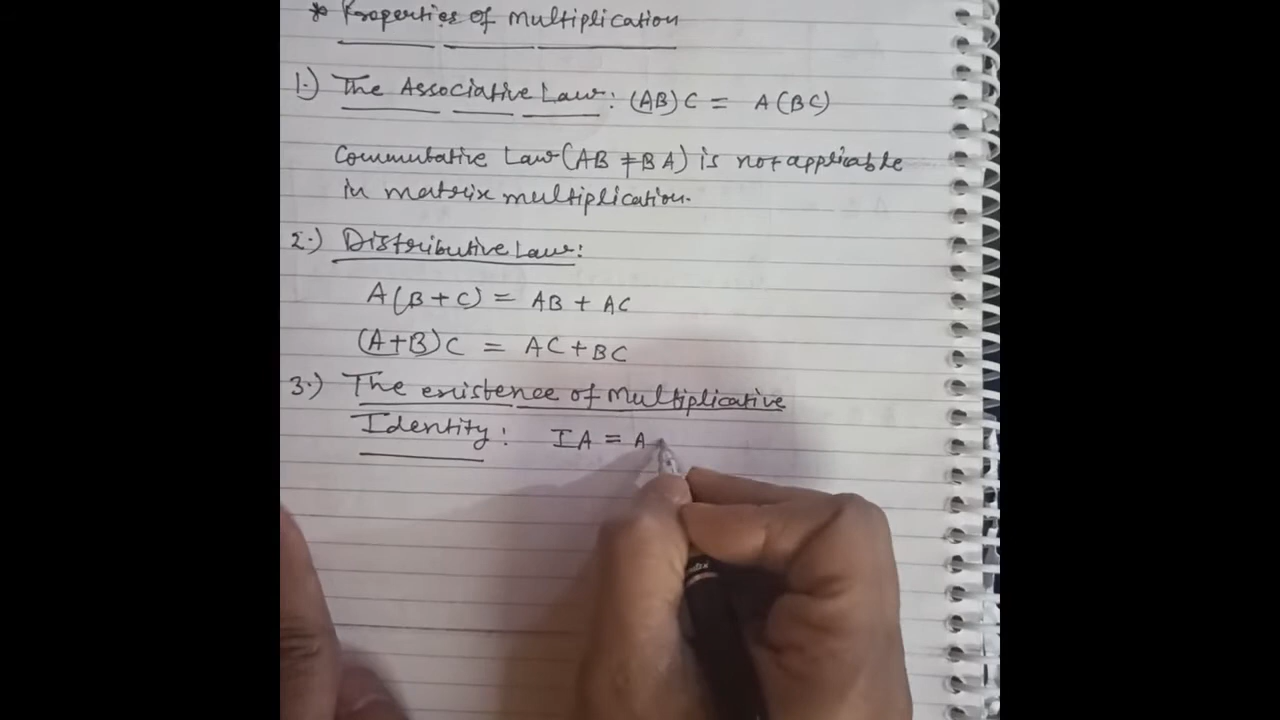 * Properties of Multiplication
1.) The Associative Law: (AB)C = A(BC)
Commutative Law (AB ≠ BA) is not applicable
in matrix multiplication.
2.) Distributive Law:
A(B+C) = AB + AC
(A+B)C = AC+BC
3.) The existence of Multiplicative
Identity: IA = A